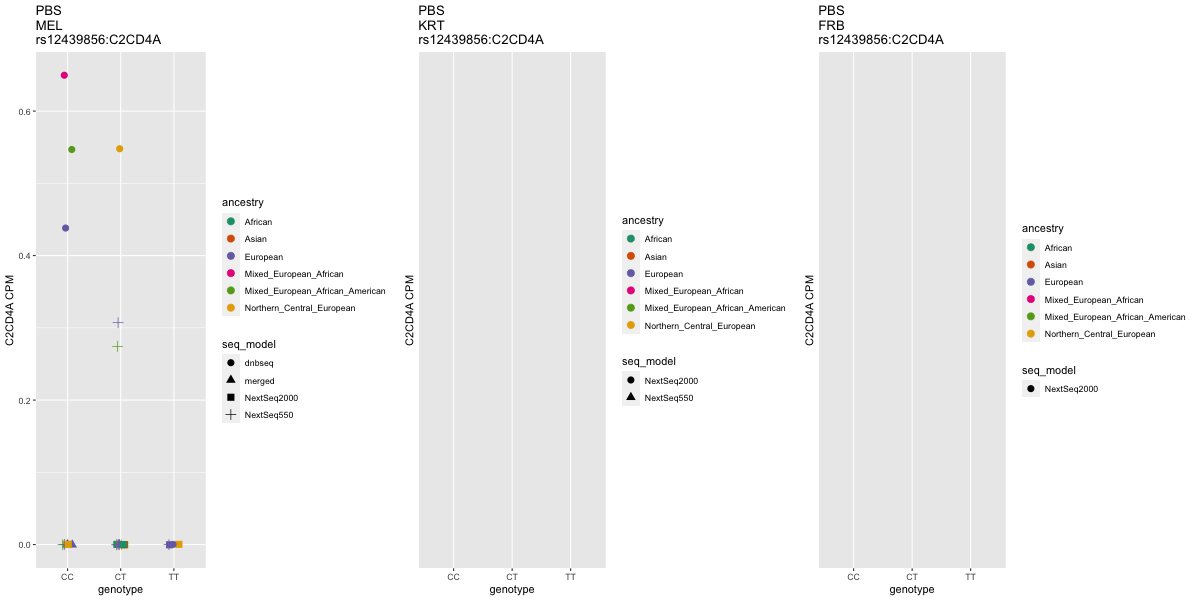 PBS
MEL
rs12439856:C2CD4A
C2CD4A CPM
0.6
0.4
0.2
0.0
CC
CT
TT
genotype
ancestry
African
Asian
European
Mixed_European_African
Mixed_European_African_American
Northern_Central_European
seq_model
dnbseq
merged
NextSeq2000
NextSeq550
PBS
KRT
rs12439856:C2CD4A
C2CD4A CPM
CC
CT
TT
genotype
ancestry
African
Asian
European
Mixed_European_African
Mixed_European_African_American
Northern_Central_European
seq_model
NextSeq2000
NextSeq550
PBS
FRB
rs12439856:C2CD4A
C2CD4A CPM
CC
CT
TT
genotype
ancestry
African
Asian
European
Mixed_European_African
Mixed_European_African_American
Northern_Central_European
seq_model
NextSeq2000